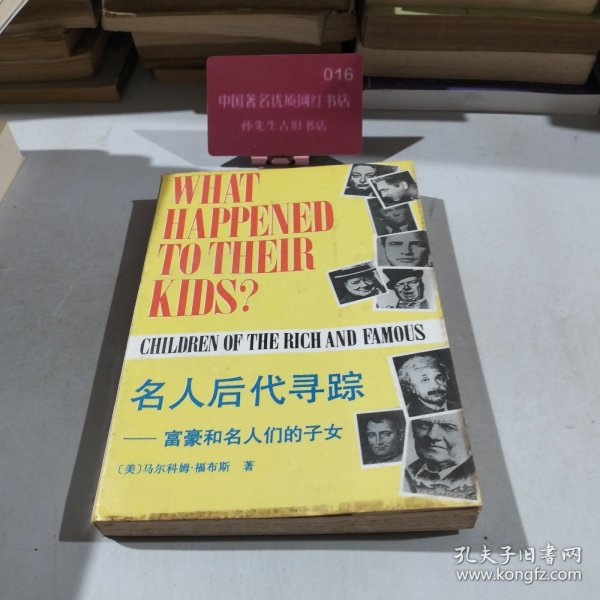 016
中国著名优质网红书店
孙先生古旧书店
WHAT
HAPPENED
TO THEIR
KIDS?
CHILDREN OF THE RICH AND FAMOUS
名人后代寻踪
——富豪和名人们的子女
〔美〕马尔科姆·福布斯 著
孔夫子旧书网
www.kongfz.com